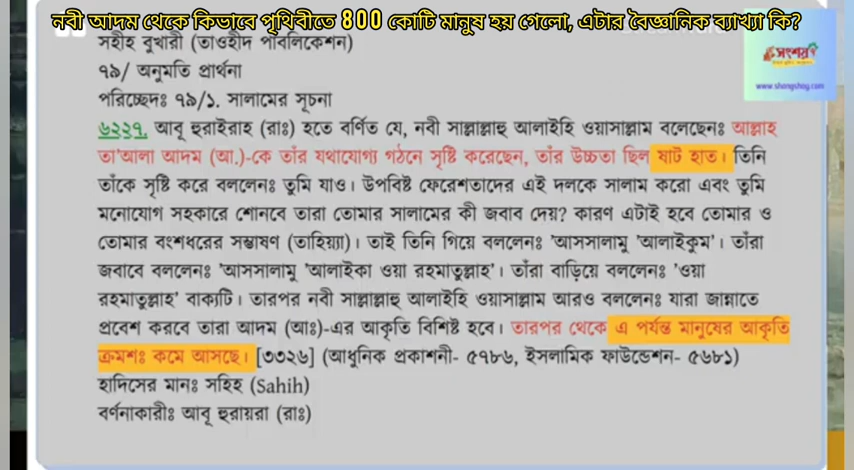 নবী আদম থেকে কিভাবে পৃথিবীতে 800 কোটি মানুষ হয় গেলো, এটার বৈজ্ঞানিক ব্যাখ্যা কি?
সহীহ বুখারী (তাওহীদ পাবলিকেশন)
সংশয়
www.shongshoy.com
৭৯/ অনুমতি প্রার্থনা
পরিচ্ছেদঃ ৭৯/১. সালামের সূচনা
৬২২৭. আবূ হুরাইরাহ (রাঃ) হতে বর্ণিত যে, নবী সাল্লাল্লাহু আলাইহি ওয়াসাল্লাম বলেছেনঃ আল্লাহ
তা'আলা আদম (আ.)-কে তাঁর যথাযোগ্য গঠনে সৃষ্টি করেছেন, তাঁর উচ্চতা ছিল ষাট হাত। তিনি
তাঁকে সৃষ্টি করে বললেনঃ তুমি যাও। উপবিষ্ট ফেরেশতাদের এই দলকে সালাম করো এবং তুমি
মনোযোগ সহকারে শোনবে তারা তোমার সালামের কী জবাব দেয়? কারণ এটাই হবে তোমার ও
তোমার বংশধরের সম্ভাষণ (তাহিয়্যা)। তাই তিনি গিয়ে বললেনঃ 'আসসালামু 'আলাইকুম'। তাঁরা
জবাবে বললেনঃ 'আসসালামু 'আলাইকা ওয়া রহমাতুল্লাহ'। তাঁরা বাড়িয়ে বললেনঃ 'ওয়া
রহমাতুল্লাহ' বাক্যটি। তারপর নবী সাল্লাল্লাহু আলাইহি ওয়াসাল্লাম আরও বললেনঃ যারা জান্নাতে
প্রবেশ করবে তারা আদম (আঃ)-এর আকৃতি বিশিষ্ট হবে। তারপর থেকে এ পর্যন্ত মানুষের আকৃতি
ক্রমশঃ কমে আসছে। [৩৩২৬] (আধুনিক প্রকাশনী- ৫৭৮৬, ইসলামিক ফাউন্ডেশন- ৫৬৮১)
হাদিসের মানঃ সহিহ (Sahih)
বর্ণনাকারীঃ আবূ হুরায়রা (রাঃ)